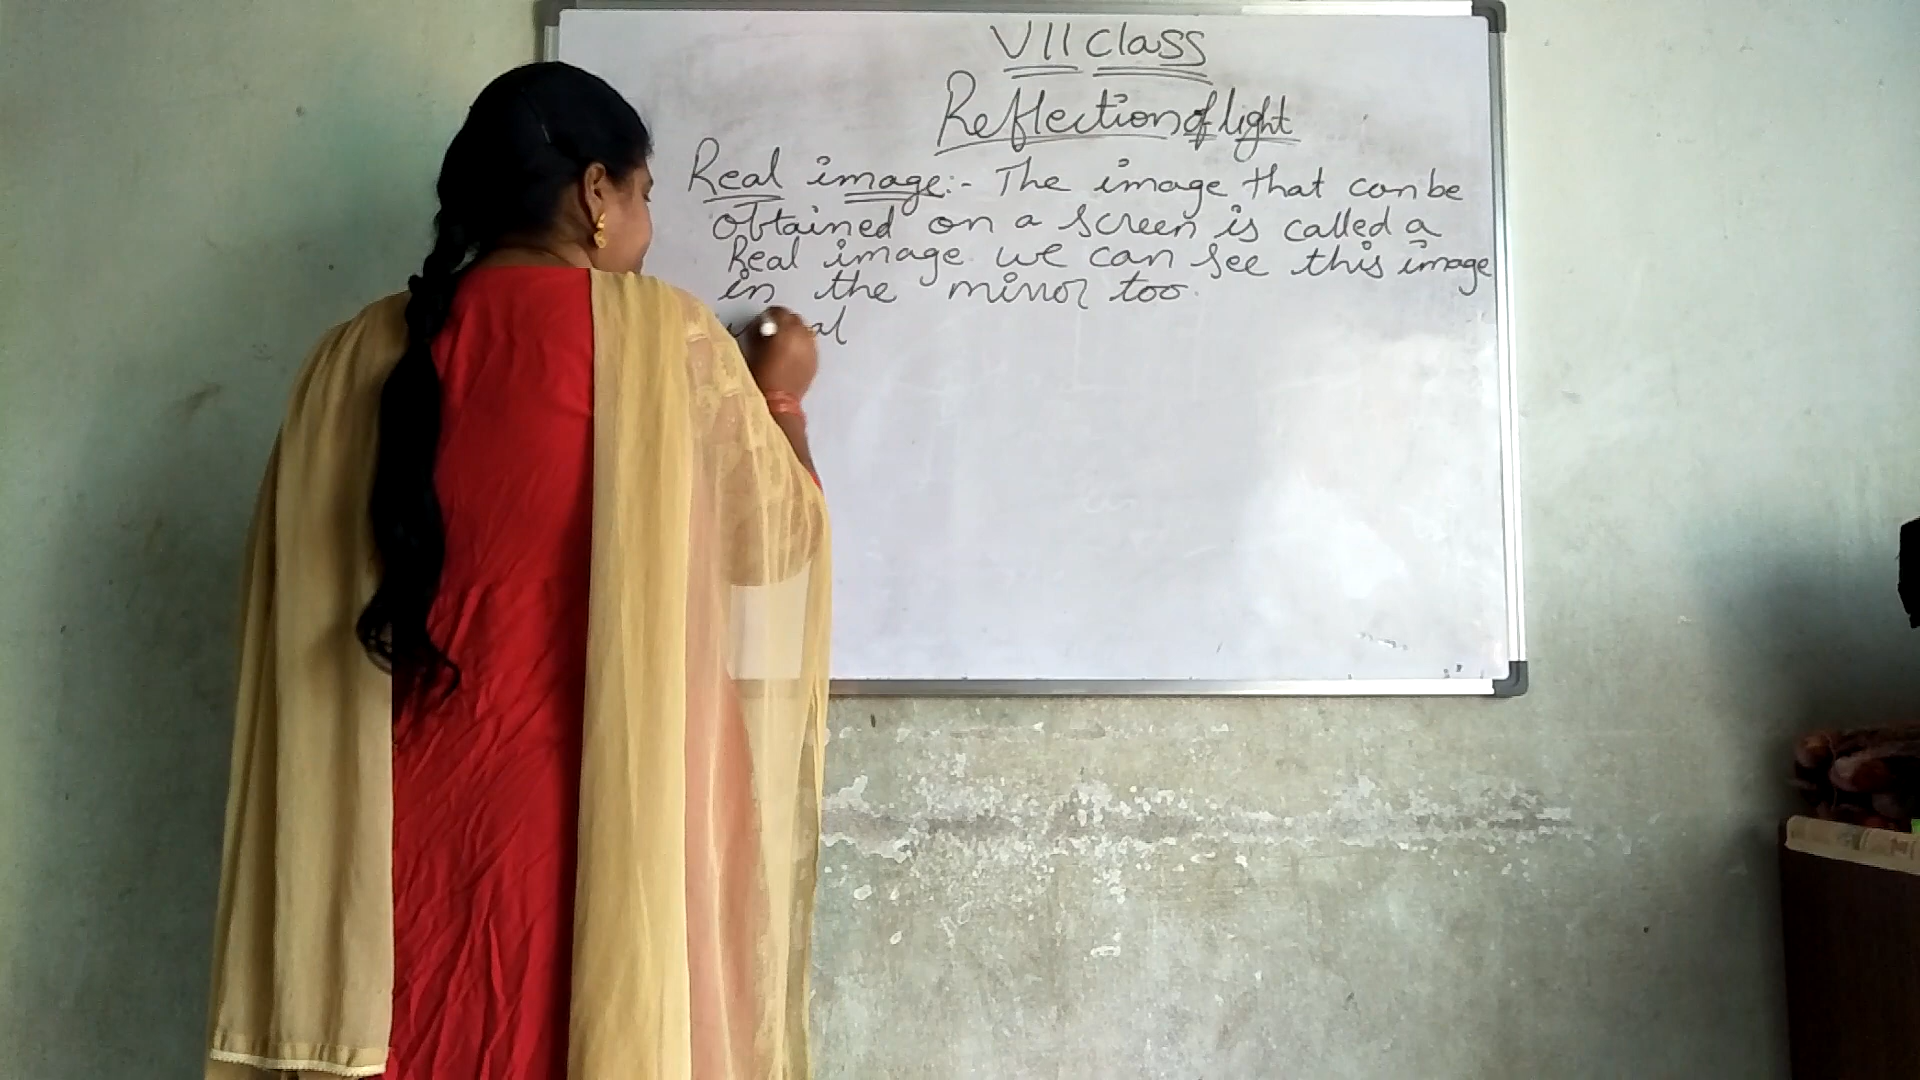 VII Class
Reflection of light
Real image:- The image that can be
obtained on a screen is called a
Real image. we can see this image
in the mirror too.